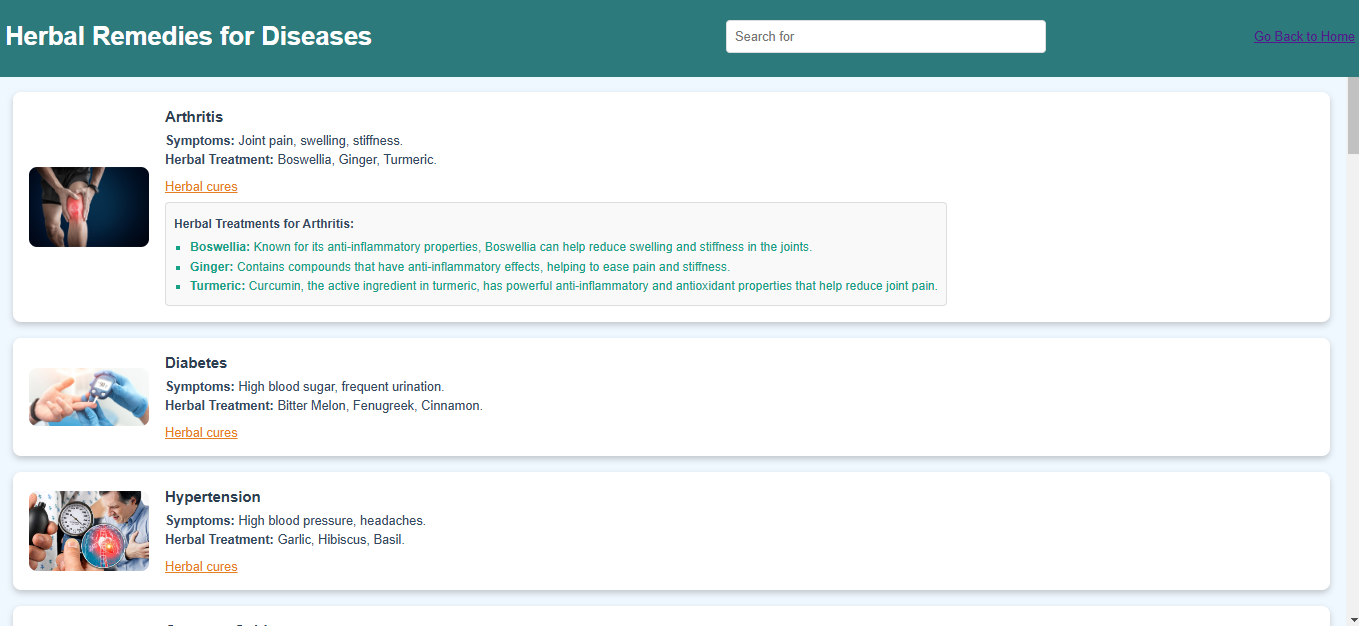 Herbal Remedies for Diseases
Search for
Go Back to Home
Arthritis
Symptoms: Joint pain, swelling, stiffness.
Herbal Treatment: Boswellia, Ginger, Turmeric.
Herbal cures
Herbal Treatments for Arthritis:
Boswellia: Known for its anti-inflammatory properties, Boswellia can help reduce swelling and stiffness in the joints.
Ginger: Contains compounds that have anti-inflammatory effects, helping to ease pain and stiffness.
Turmeric: Curcumin, the active ingredient in turmeric, has powerful anti-inflammatory and antioxidant properties that help reduce joint pain.
Diabetes
Symptoms: High blood sugar, frequent urination.
Herbal Treatment: Bitter Melon, Fenugreek, Cinnamon.
Herbal cures
Hypertension
Symptoms: High blood pressure, headaches.
Herbal Treatment: Garlic, Hibiscus, Basil.
Herbal cures